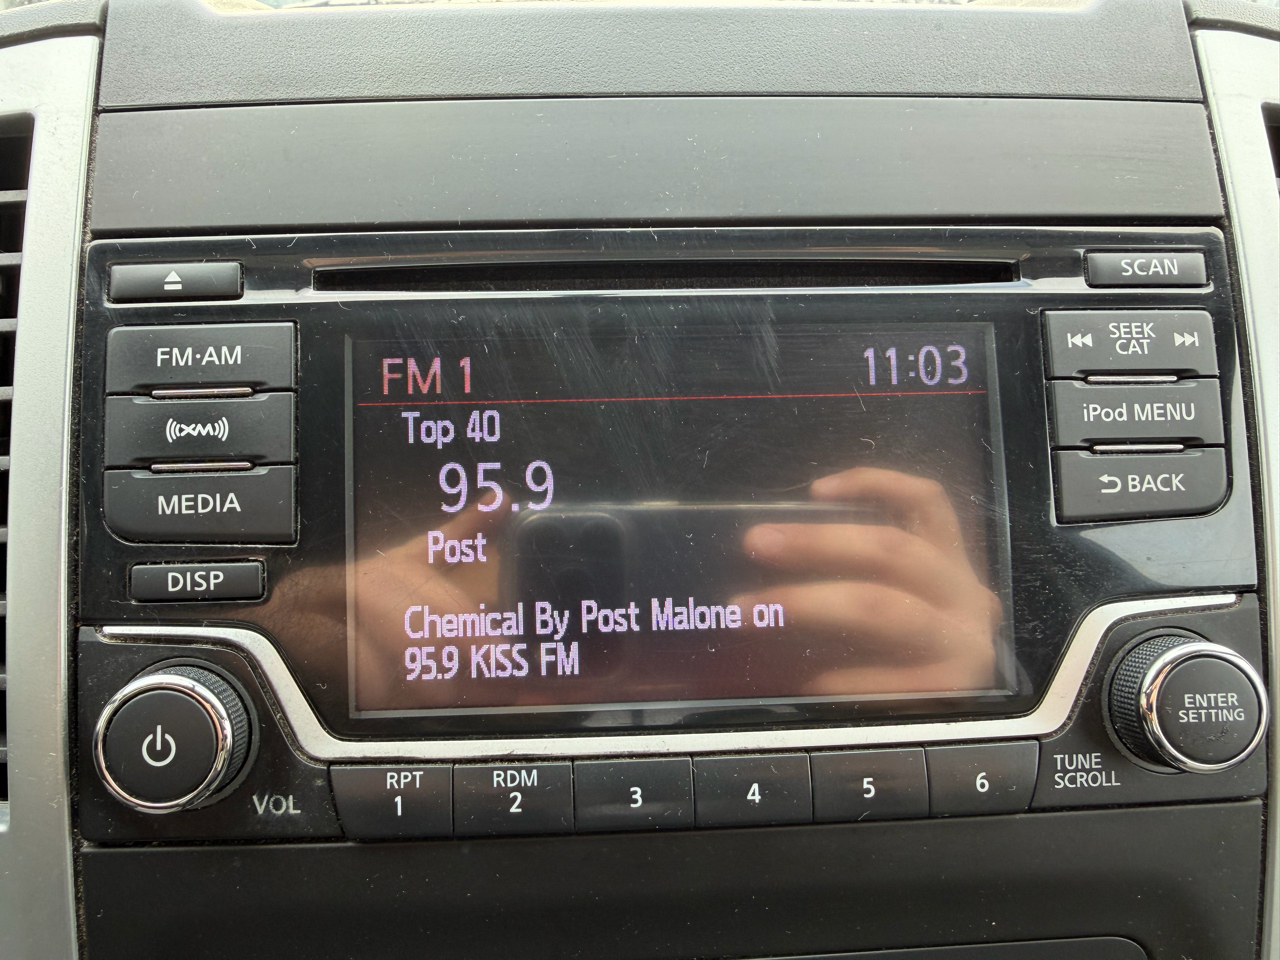 SCAN
FM·AM
SEEK
CAT
FM 1
11:03
Top 40
iPod MENU
XM
95.9
BACK
MEDIA
Post
DISP
Chemical By Post Malone on
95.9 KISS FM
ENTER
SETTING
VOL
RPT
1
RDM
2
3
4
5
6
TUNE
SCROLL